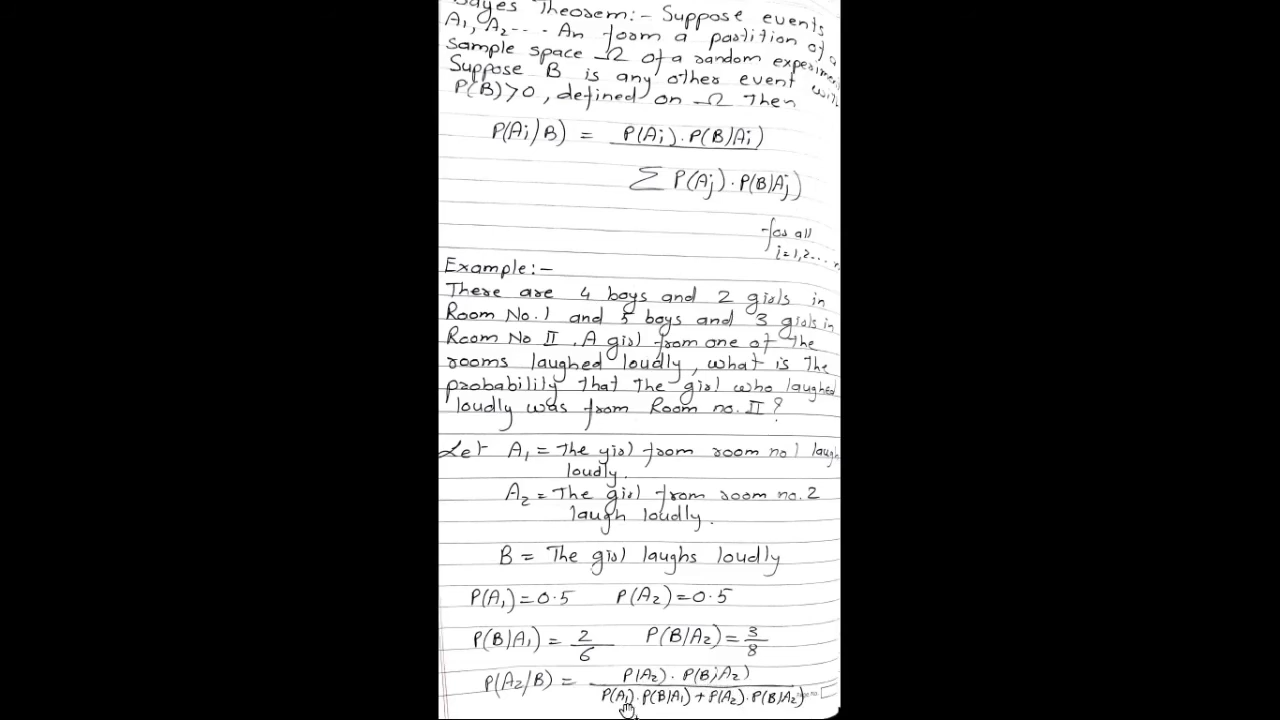 Bayes Theorem:- Suppose events
A₁, A₂-- - An form a partition of a
sample space Ω of a random experiment
Suppose B is any other event with
P(B)>0, defined on Ω Then
P(Ai|B) = P(Ai).P(B|Ai)
Σ P(Aj).P(B|Aj)
for all
i=1,2....
Example:-
There are 4 boys and 2 girls in
Room No.1 and 5 boys and 3 girls in
Room No II. A girl from one of the
rooms laughed loudly, what is the
probability that the girl who laughed
loudly was from Room no. II?
Let A₁ = The girl from room no 1 laugh
loudly.
A₂ = The girl from room no. 2
laugh loudly.
B = The girl laughs loudly
P(A₁)=0.5 P(A₂)=0.5
P(B|A₁) = 2/6 P(B|A₂) = 3/8
P(A₂/B) = P(A₂). P(B|A₂)
P(A₁).P(B|A₁) + P(A₂).P(B|A₂)